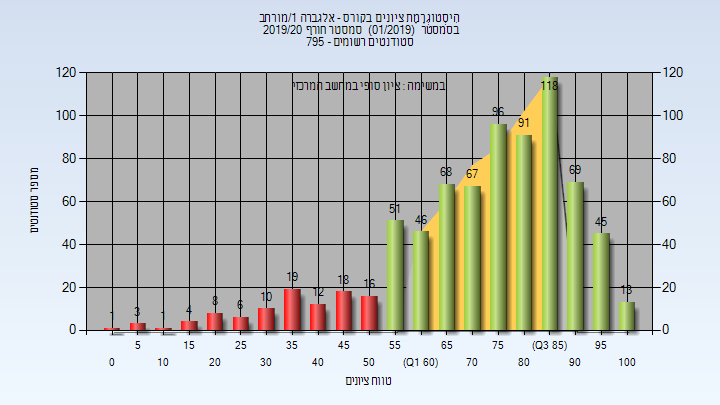 היסטוגרמת ציונים בקורס - אלגברה 1/מורחב
בסמסטר (01/2019) סמסטר חורף 2019/20
סטודנטים רשומים - 795
במשימה : ציון סופי במחשב המרכזי
מספר סטודנטים
120 100 80 60 40 20 0
120 100 80 60 40 20 0
1 3 1 4 8 6 10 19 12 18 16 51 46 68 67 96 91 118 69 45 13
5 15 25 35 45 55 65 75 (Q3 85) 95
0 10 20 30 40 50 (Q1 60) 70 80 90 100
טווח ציונים